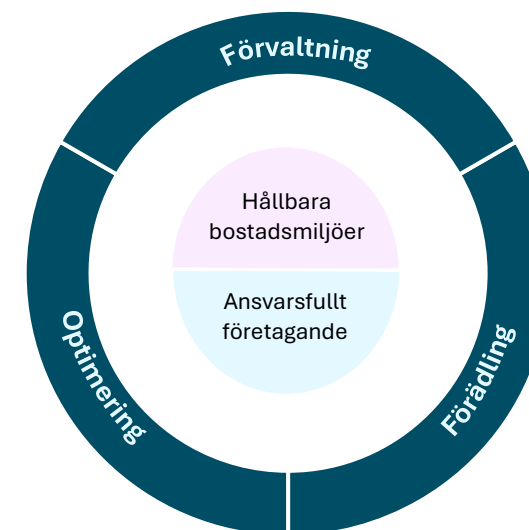 Förvaltning
Hållbara
bostadsmiljöer
Ansvarsfullt
företagande
Optimering
Förädling